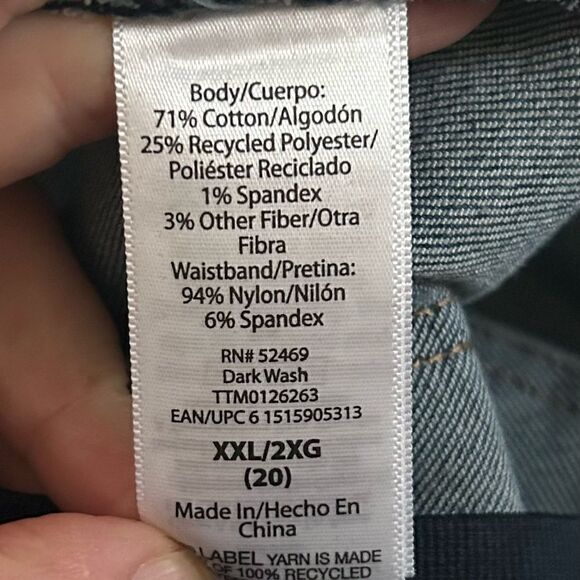 Body/Cuerpo:
71% Cotton/Algodón
25% Recycled Polyester/
Poliéster Reciclado
1% Spandex
3% Other Fiber/Otra
Fibra
Waistband/Pretina:
94% Nylon/Nilón
6% Spandex
RN# 52469
Dark Wash
TTM0126263
EAN/UPC 6 1515905313
XXL/2XG
(20)
Made In/Hecho En
China
LABEL YARN IS MADE
OF 100% RECYCLED